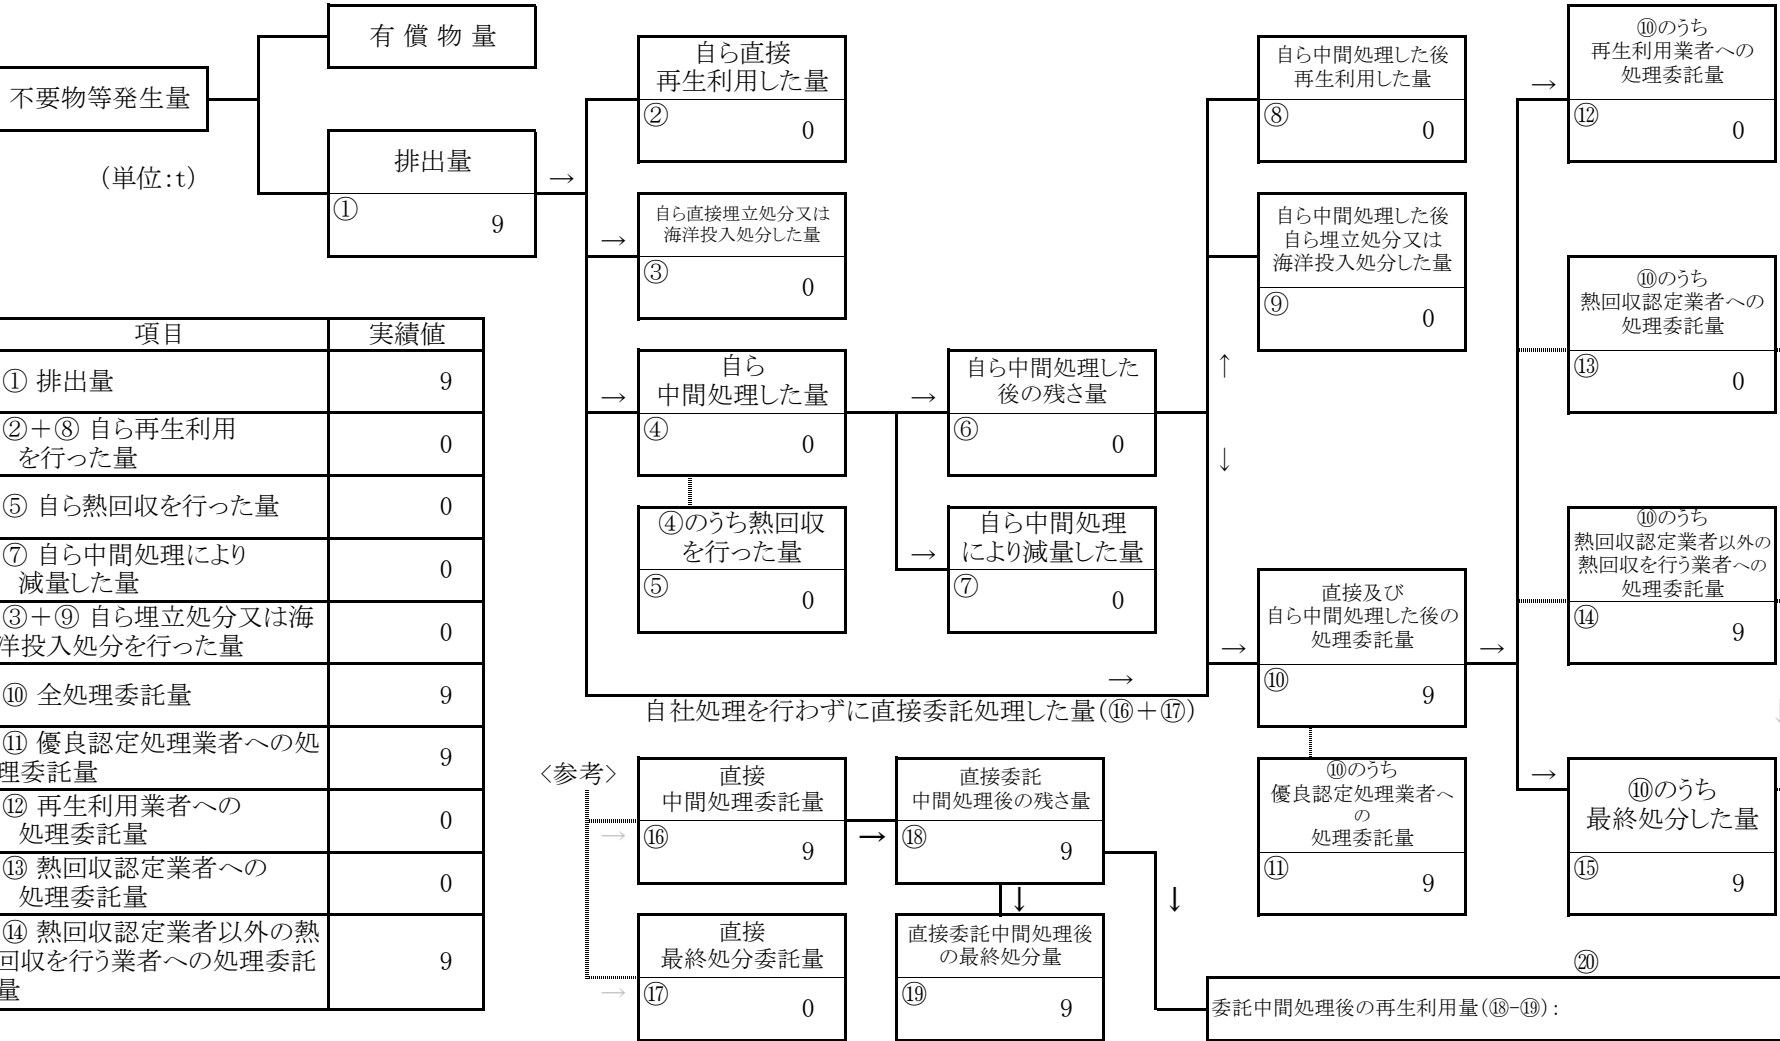 有 償 物 量
不要物等発生量
排出量
①
9
(単位:t)
→
自ら直接
再生利用した量
②
0
→
自ら直接埋立処分又は
海洋投入処分した量
③
0
→
自ら
中間処理した量
④
0
④のうち熱回収
を行った量
⑤
0
→
自ら中間処理した
後の残さ量
⑥
0
→
自ら中間処理
により減量した量
⑦
0
自ら中間処理した後
再生利用した量
⑧
0
自ら中間処理した後
自ら埋立処分又は
海洋投入処分した量
⑨
0
↑
↓
→
自社処理を行わずに直接委託処理した量(⑯+⑰)
→
直接及び
自ら中間処理した後の
処理委託量
⑩
9
→
⑩のうち
優良認定処理業者へ
の
処理委託量
⑪
9
→
⑩のうち
再生利用業者への
処理委託量
⑫
0
⑩のうち
熱回収認定業者への
処理委託量
⑬
0
⑩のうち
熱回収認定業者以外の
熱回収を行う業者への
処理委託量
⑭
9
→
⑩のうち
最終処分した量
⑮
9
項目 実績値
① 排出量 9
②+⑧ 自ら再生利用
を行った量 0
⑤ 自ら熱回収を行った量 0
⑦ 自ら中間処理により
減量した量 0
③+⑨ 自ら埋立処分又は海
洋投入処分を行った量 0
⑩ 全処理委託量 9
⑪ 優良認定処理業者への処
理委託量 9
⑫ 再生利用業者への
処理委託量 0
⑬ 熱回収認定業者への
処理委託量 0
⑭ 熱回収認定業者以外の熱
回収を行う業者への処理委託
量 9
<参考>
→
直接
中間処理委託量
⑯
9
→
直接委託
中間処理後の残さ量
⑱
9
→
直接
最終処分委託量
⑰
0
↓
直接委託中間処理後
の最終処分量
⑲
9
↓
⑳
委託中間処理後の再生利用量(⑱-⑲):